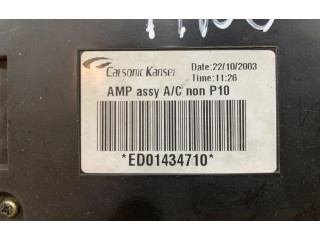 Calsonic Kansei
Date:22/10/2003
Time:11:26
AMP assy A/C non P10
*ED01434710*